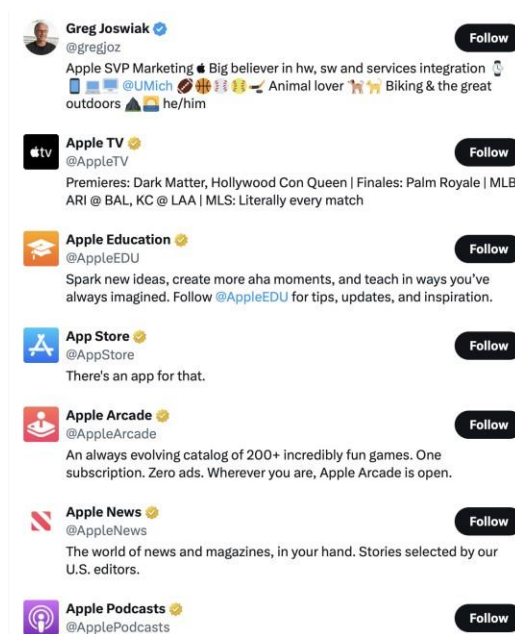 Greg Joswiak
Follow
@gregjoz
Apple SVP Marketing  Big believer in hw, sw and services integration ⌚
📱💻🖥️ @UMich 🏈🏀⚾🥎🏒 Animal lover 🐕🐈 Biking & the great
outdoors ⛰️🌅 he/him
tv
Apple TV
Follow
@AppleTV
Premieres: Dark Matter, Hollywood Con Queen | Finales: Palm Royale | MLB
ARI @ BAL, KC @ LAA | MLS: Literally every match
Apple Education
Follow
@AppleEDU
Spark new ideas, create more aha moments, and teach in ways you've
always imagined. Follow @AppleEDU for tips, updates, and inspiration.
App Store
Follow
@AppStore
There's an app for that.
Apple Arcade
Follow
@AppleArcade
An always evolving catalog of 200+ incredibly fun games. One
subscription. Zero ads. Wherever you are, Apple Arcade is open.
Apple News
Follow
@AppleNews
The world of news and magazines, in your hand. Stories selected by our
U.S. editors.
Apple Podcasts
Follow
@ApplePodcasts